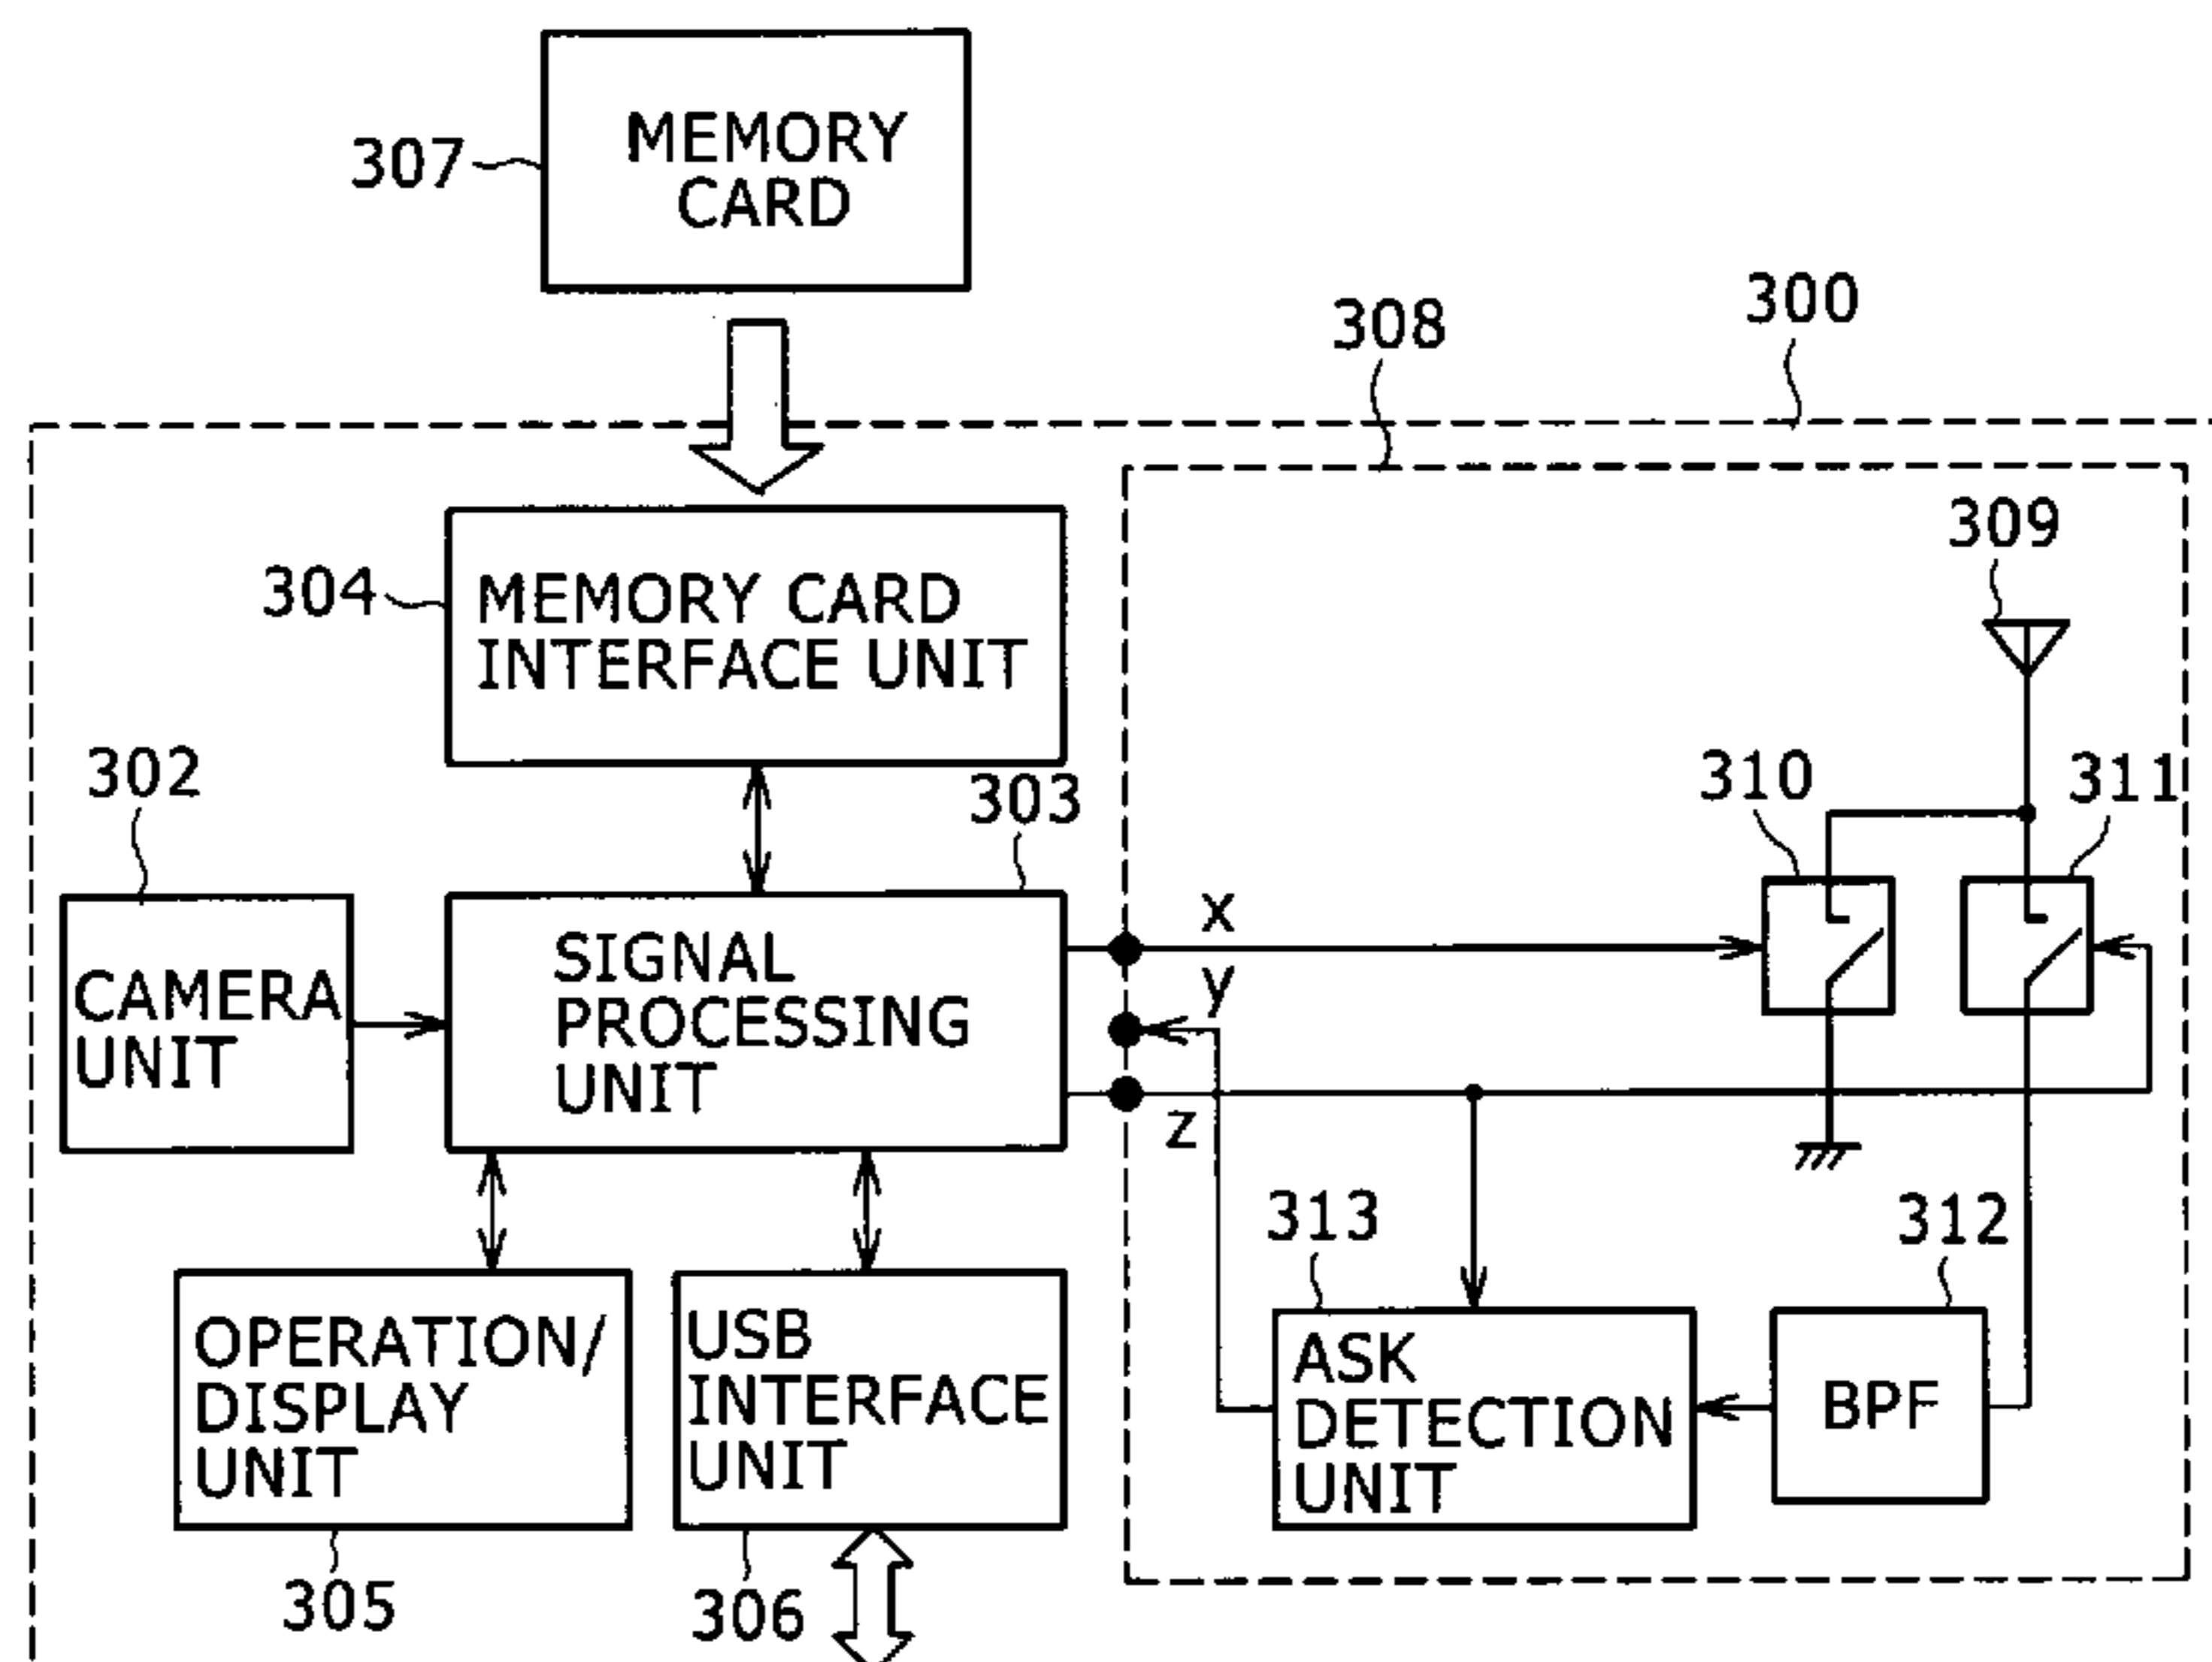 MEMORY
CARD
307
300
308
309
304
MEMORY CARD
INTERFACE UNIT
302
303
310
311
CAMERA
UNIT
SIGNAL
PROCESSING
UNIT
x
y
z
313
312
OPERATION/
DISPLAY
UNIT
USB
INTERFACE
UNIT
ASK
DETECTION
UNIT
BPF
305
306